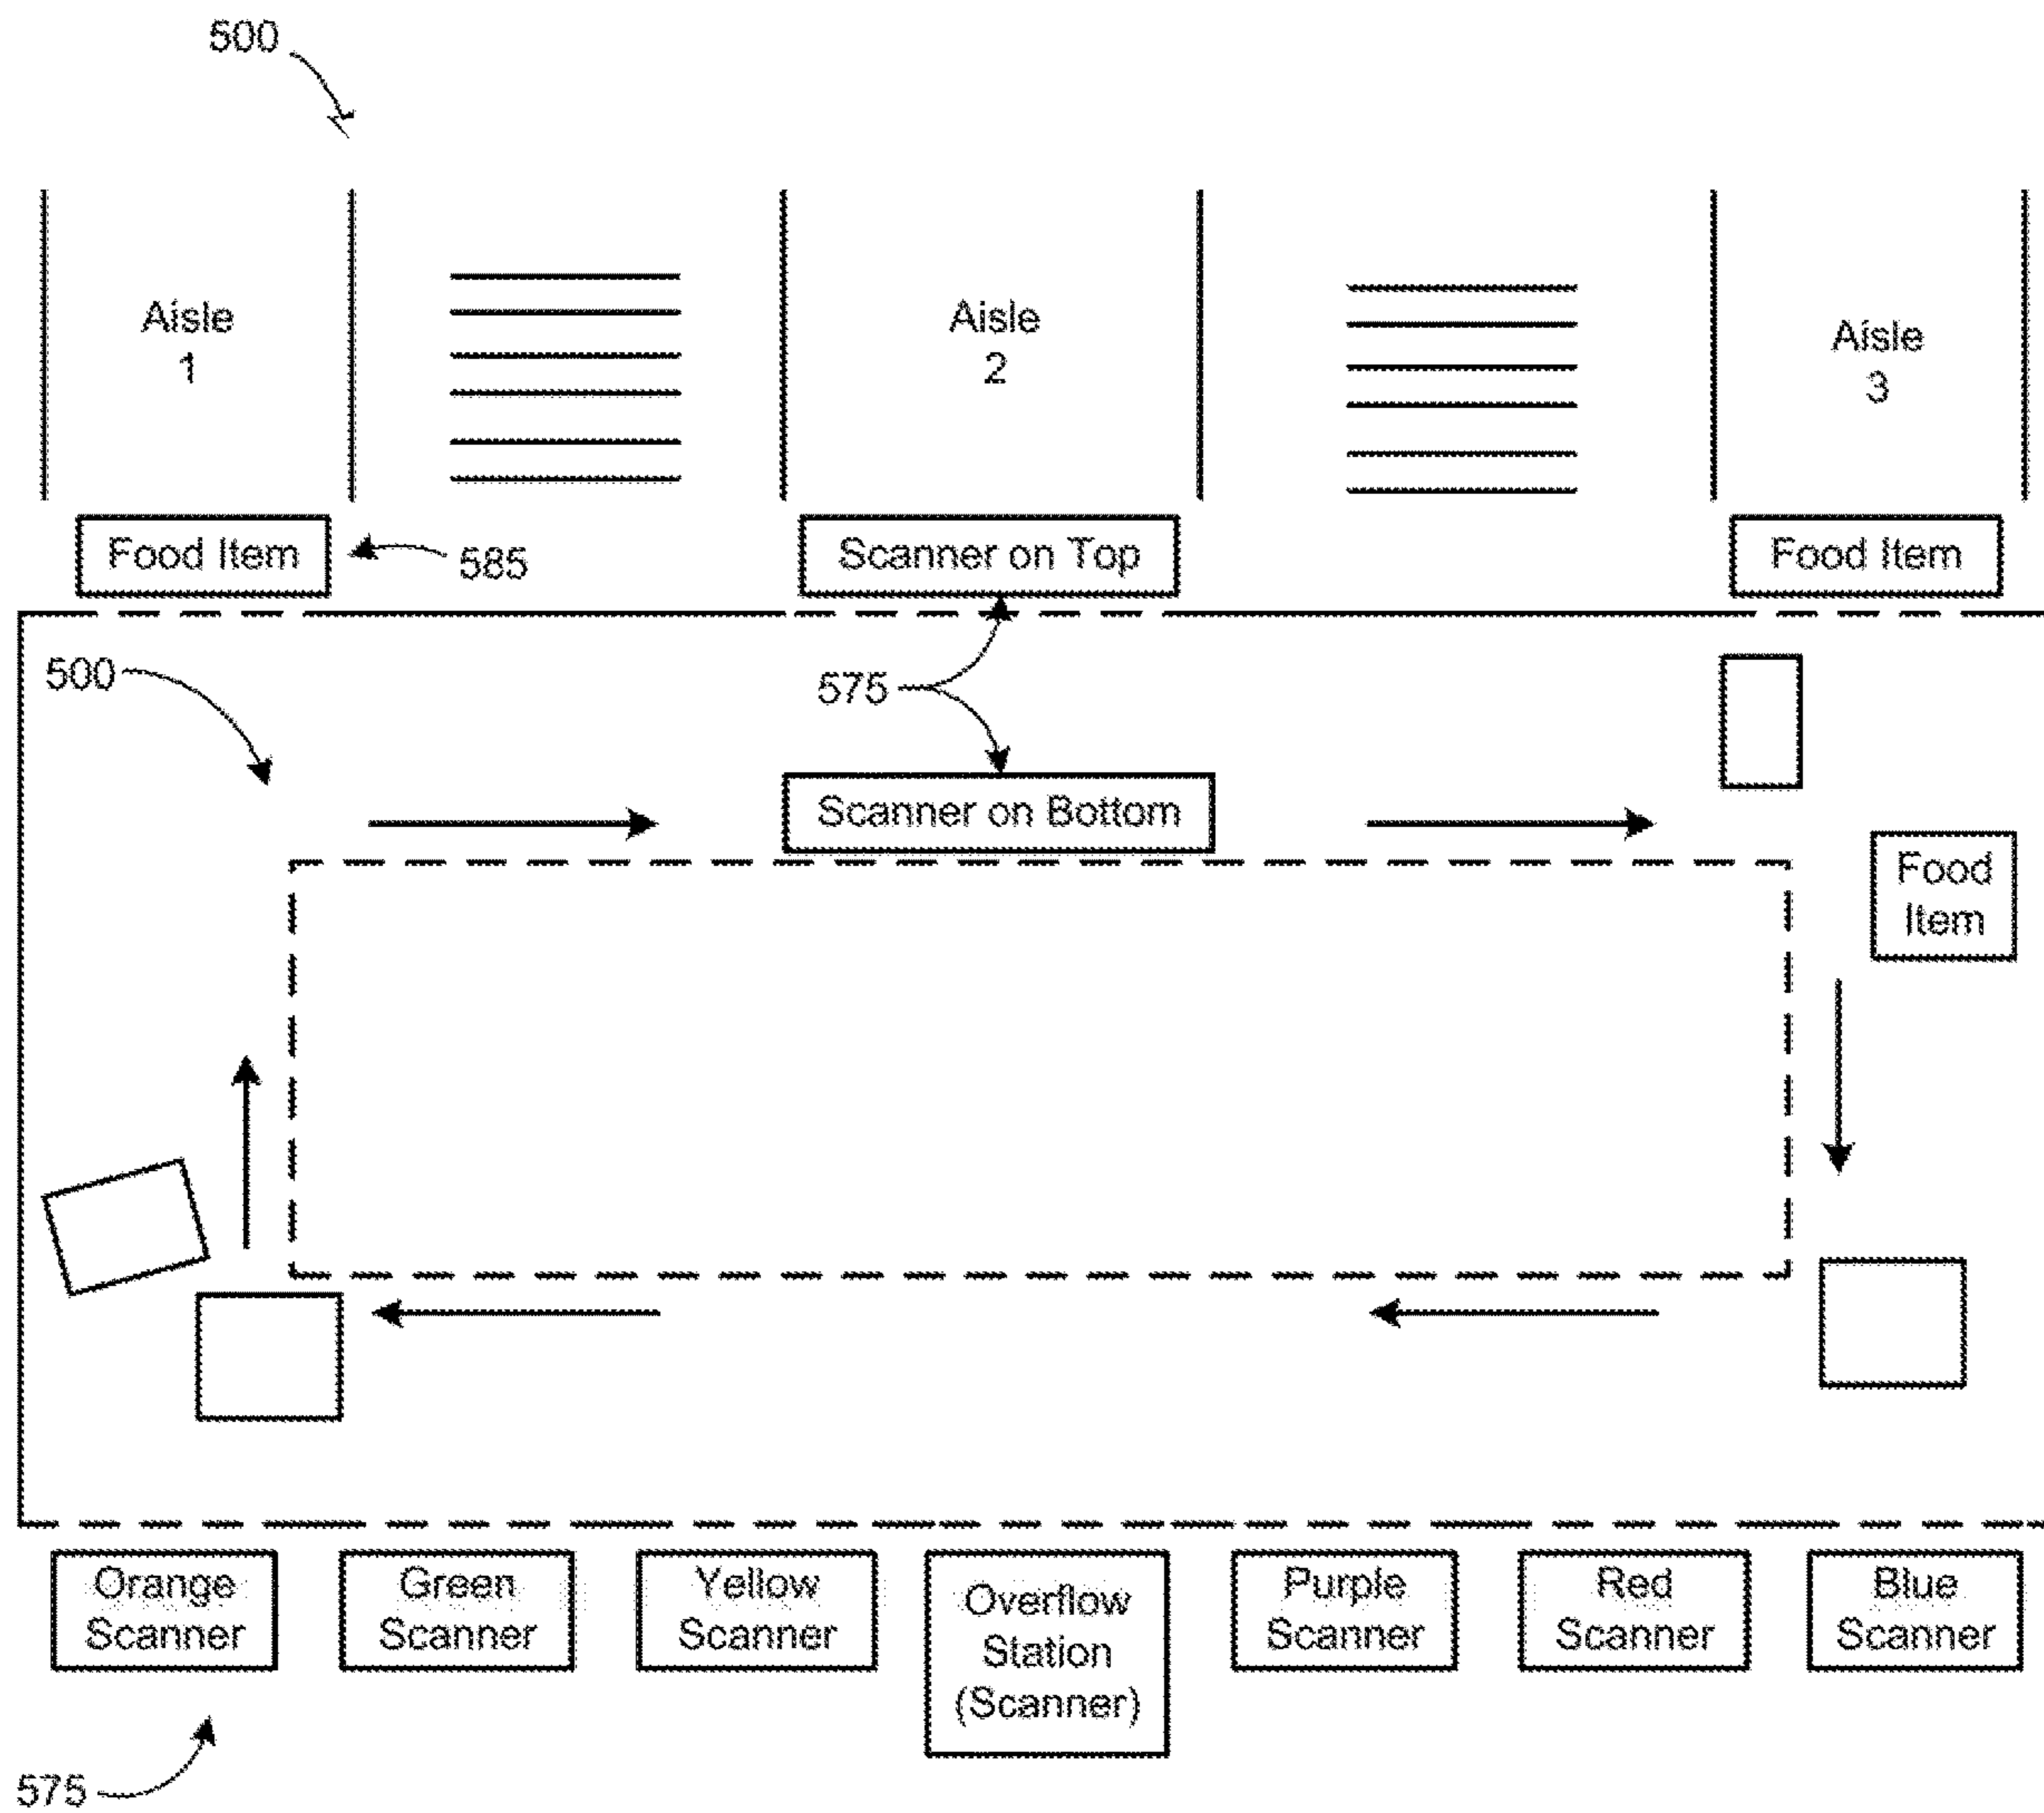 500
Aisle
1
Aisle
2
Aisle
3
Food Item
585
Scanner on Top
Food Item
500
575
Scanner on Bottom
Food
Item
Orange
Scanner
Green
Scanner
Yellow
Scanner
Overflow
Station
(Scanner)
Purple
Scanner
Red
Scanner
Blue
Scanner
575